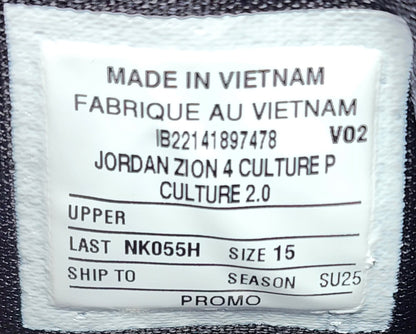 MADE IN VIETNAM
FABRIQUE AU VIETNAM
IB22141897478 V02
JORDAN ZION 4 CULTURE P
CULTURE 2.0
UPPER
LAST NK055H SIZE 15
SHIP TO SEASON SU25
PROMO